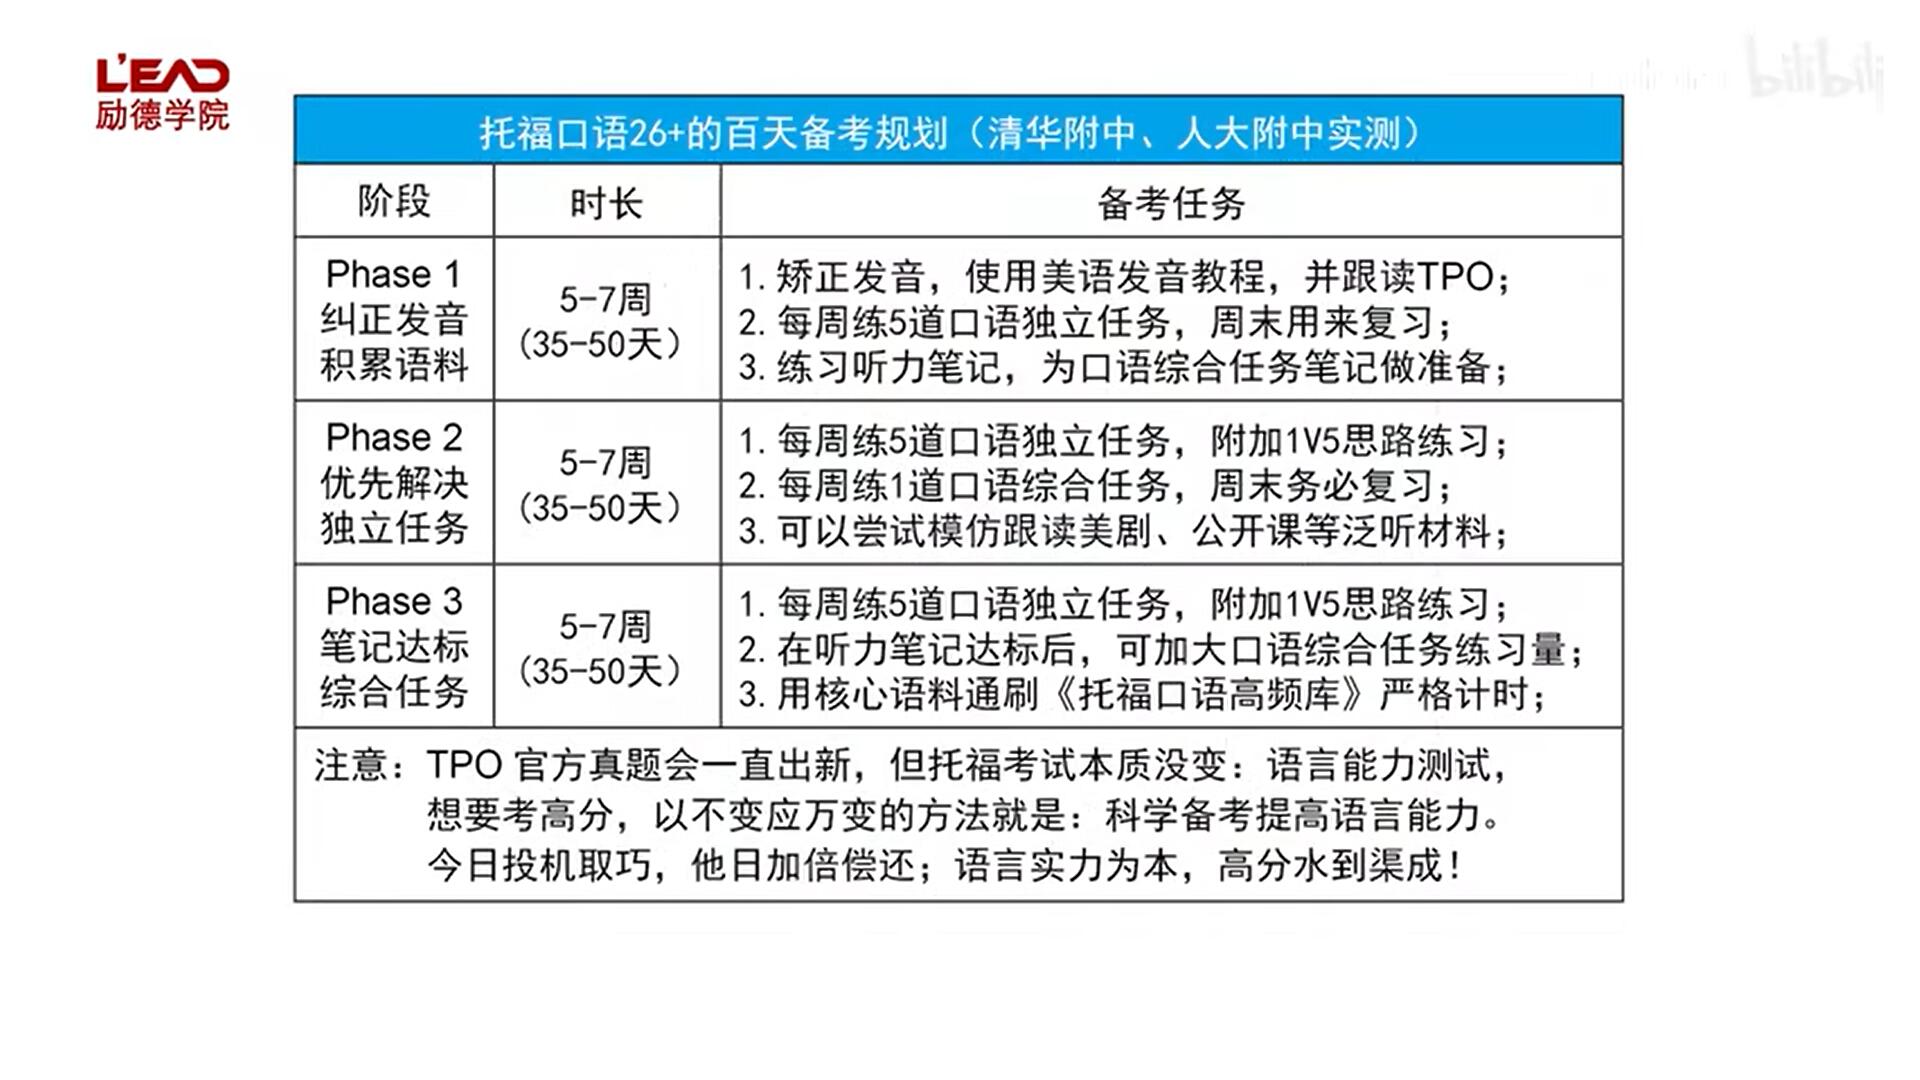 L'EAD
励德学院
bilibili
托福口语26+的百天备考规划（清华附中、人大附中实测）
阶段 时长 备考任务
Phase 1
纠正发音
积累语料
5-7周
(35-50天)
1. 矫正发音，使用美语发音教程，并跟读TPO；
2. 每周练5道口语独立任务，周末用来复习；
3. 练习听力笔记，为口语综合任务笔记做准备；
Phase 2
优先解决
独立任务
5-7周
(35-50天)
1. 每周练5道口语独立任务，附加1V5思路练习；
2. 每周练1道口语综合任务，周末务必复习；
3. 可以尝试模仿跟读美剧、公开课等泛听材料；
Phase 3
笔记达标
综合任务
5-7周
(35-50天)
1. 每周练5道口语独立任务，附加1V5思路练习；
2. 在听力笔记达标后，可加大口语综合任务练习量；
3. 用核心语料通刷《托福口语高频库》严格计时；
注意：TPO 官方真题会一直出新，但托福考试本质没变：语言能力测试，
想要考高分，以不变应万变的方法就是：科学备考提高语言能力。
今日投机取巧，他日加倍偿还；语言实力为本，高分水到渠成！